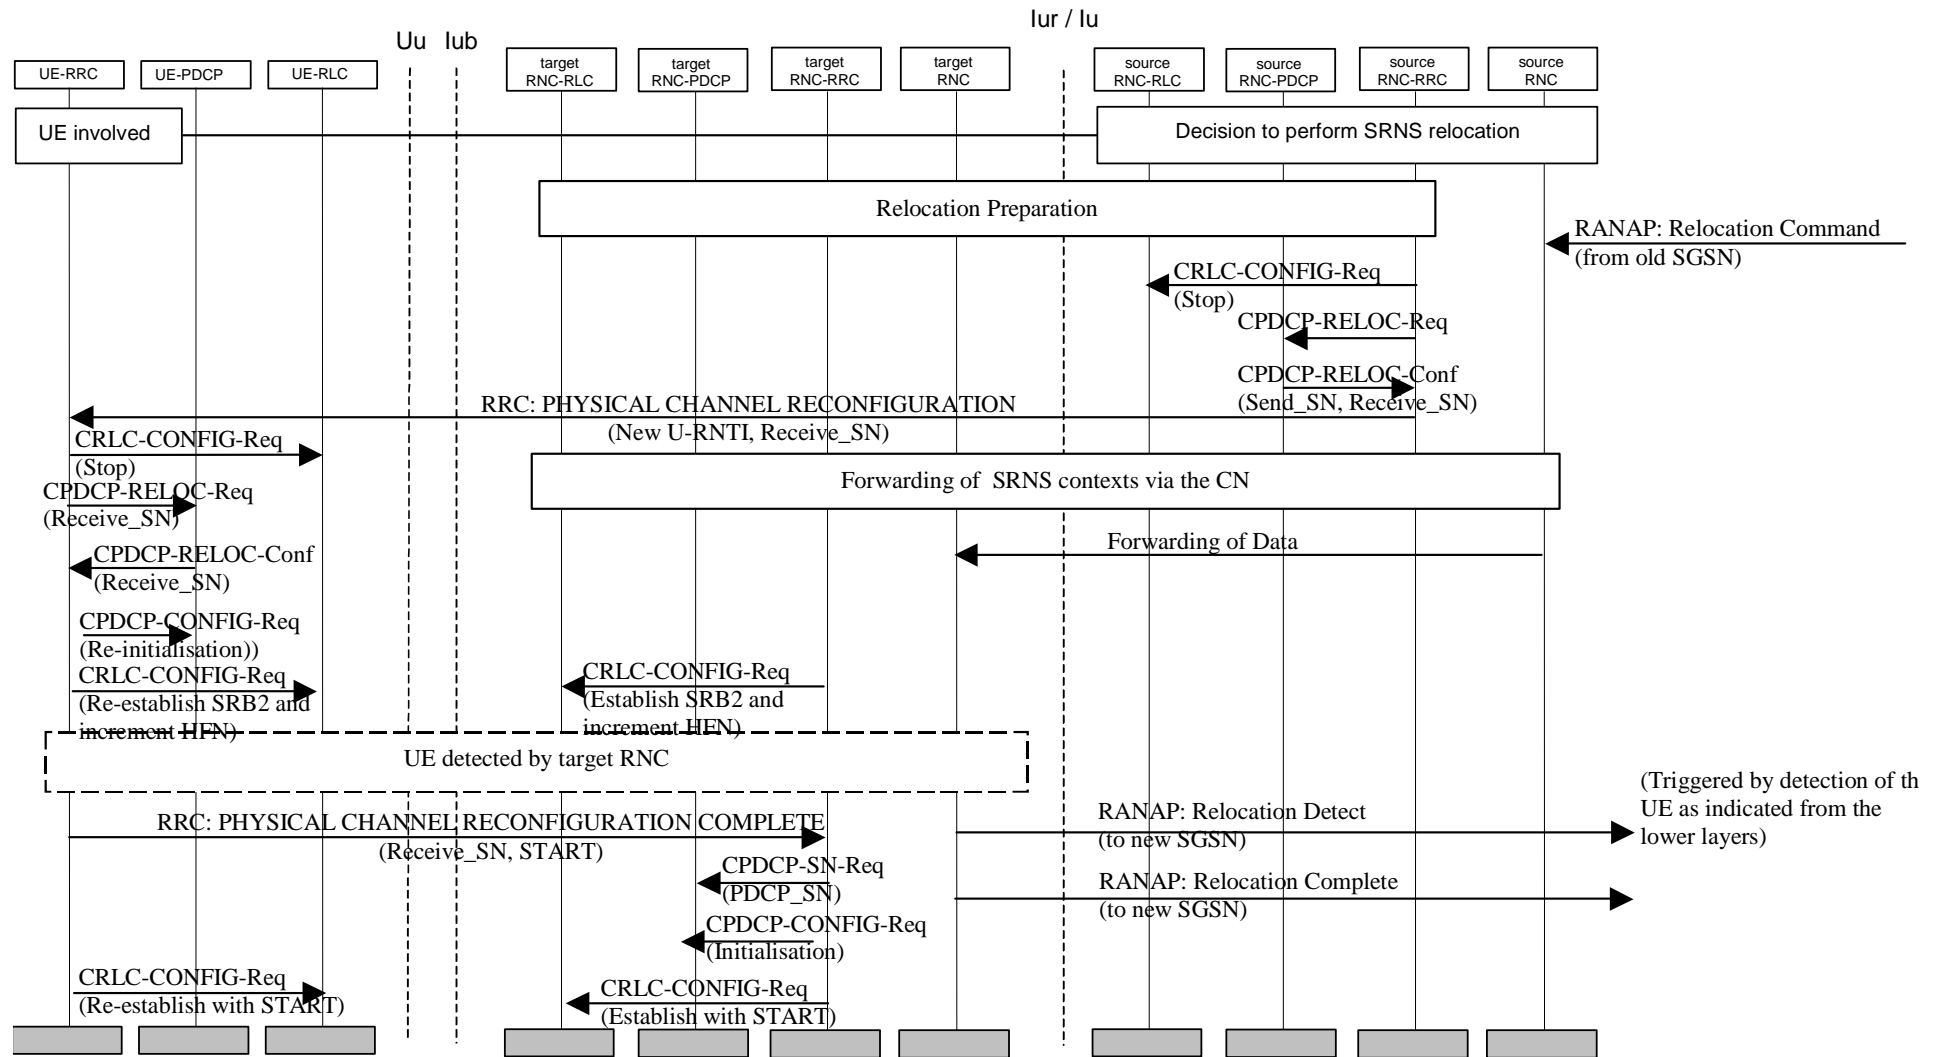 Iur / Iu
Uu
Iub
UE-RRC
UE-PDCP
UE-RLC
target
RNC-RLC
target
RNC-PDCP
target
RNC-RRC
target
RNC
source
RNC-RLC
source
RNC-PDCP
source
RNC-RRC
source
RNC
UE involved
Decision to perform SRNS relocation
Relocation Preparation
RANAP: Relocation Command
(from old SGSN)
CRLC-CONFIG-Req
(Stop)
CPDCP-RELOC-Req
CPDCP-RELOC-Conf
(Send_SN, Receive_SN)
RRC: PHYSICAL CHANNEL RECONFIGURATION
(New U-RNTI, Receive_SN)
CRLC-CONFIG-Req
(Stop)
Forwarding of SRNS contexts via the CN
CPDCP-RELOC-Req
(Receive_SN)
Forwarding of Data
CPDCP-RELOC-Conf
(Receive_SN)
CPDCP-CONFIG-Req
(Re-initialisation))
CRLC-CONFIG-Req
(Re-establish SRB2 and
increment HFN)
CRLC-CONFIG-Req
(Establish SRB2 and
increment HFN)
UE detected by target RNC
(Triggered by detection of th
UE as indicated from the
lower layers)
RRC: PHYSICAL CHANNEL RECONFIGURATION COMPLETE
(Receive_SN, START)
RANAP: Relocation Detect
(to new SGSN)
CPDCP-SN-Req
(PDCP_SN)
RANAP: Relocation Complete
(to new SGSN)
CPDCP-CONFIG-Req
(Initialisation)
CRLC-CONFIG-Req
(Re-establish with START)
CRLC-CONFIG-Req
(Establish with START)